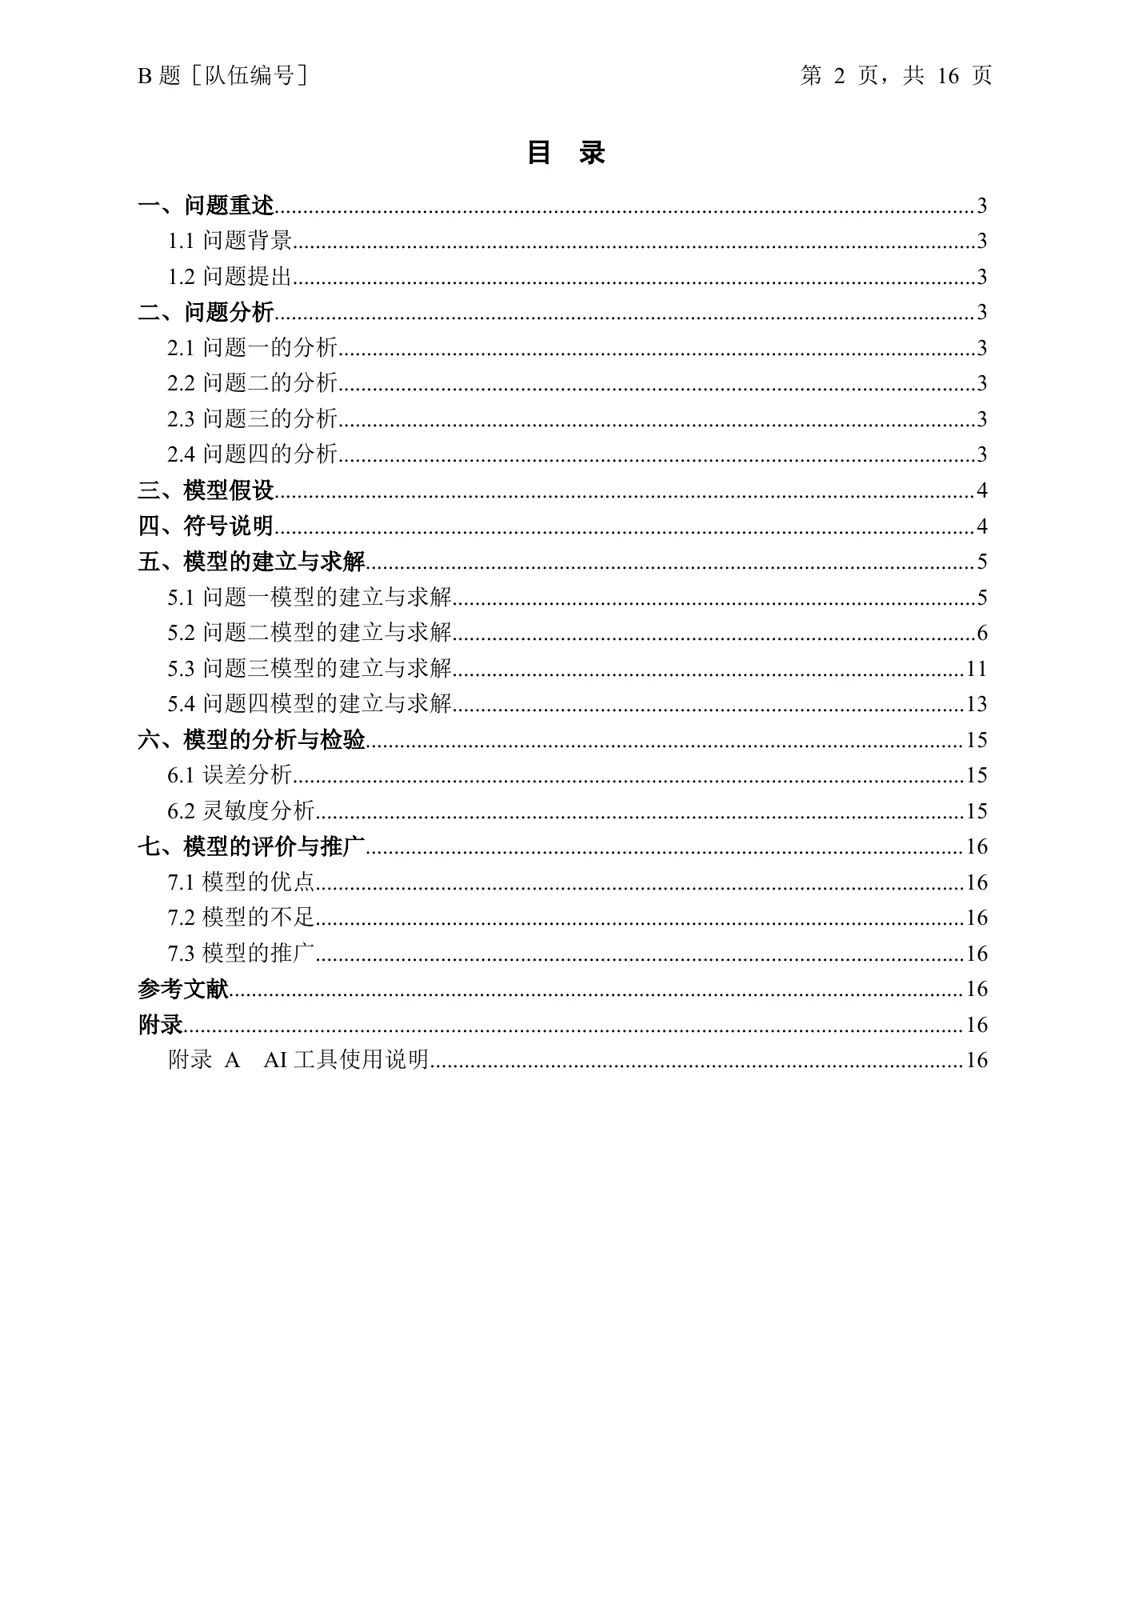 B 题［队伍编号］ 第 2 页，共 16 页
目 录
一、问题重述........3
1.1 问题背景........3
1.2 问题提出........3
二、问题分析........3
2.1 问题一的分析........3
2.2 问题二的分析........3
2.3 问题三的分析........3
2.4 问题四的分析........3
三、模型假设........4
四、符号说明........4
五、模型的建立与求解........5
5.1 问题一模型的建立与求解........5
5.2 问题二模型的建立与求解........6
5.3 问题三模型的建立与求解........11
5.4 问题四模型的建立与求解........13
六、模型的分析与检验........15
6.1 误差分析........15
6.2 灵敏度分析........15
七、模型的评价与推广........16
7.1 模型的优点........16
7.2 模型的不足........16
7.3 模型的推广........16
参考文献........16
附录........16
附录 A AI 工具使用说明........16